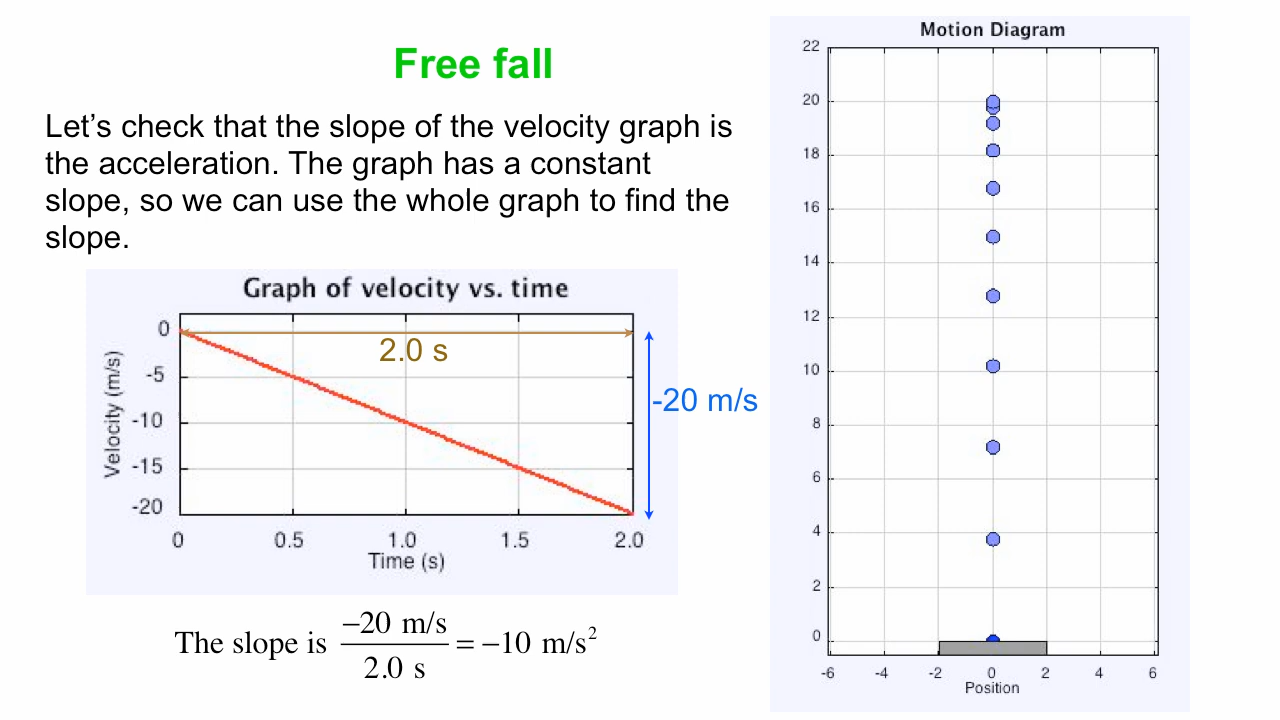 Free fall
Let’s check that the slope of the velocity graph is
the acceleration. The graph has a constant
slope, so we can use the whole graph to find the
slope.
Graph of velocity vs. time
Velocity (m/s)
0
-5
-10
-15
-20
2.0 s
-20 m/s
0 0.5 1.0 1.5 2.0
Time (s)
The slope is −20 m/s / 2.0 s = −10 m/s²
Motion Diagram
22
20
18
16
14
12
10
8
6
4
2
0
-6 -4 -2 0 2 4 6
Position